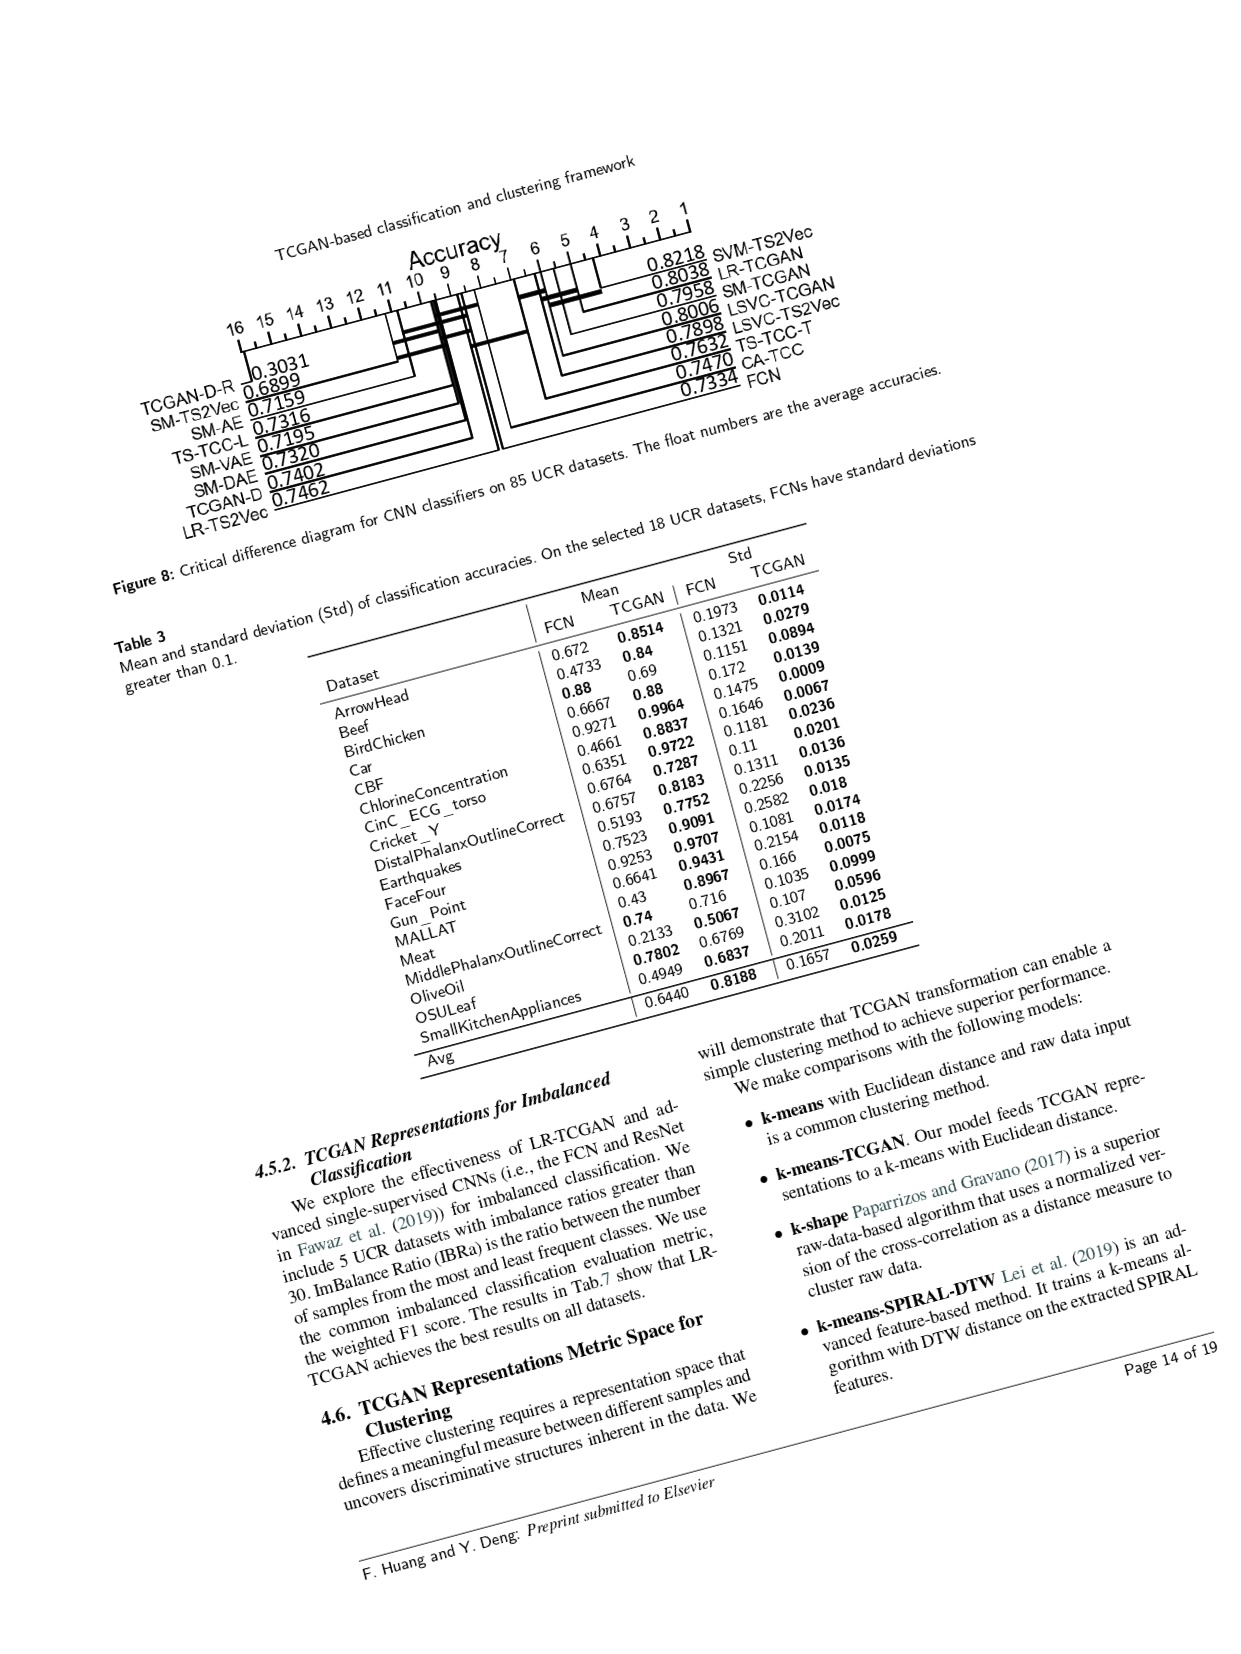 TCGAN-based classification and clustering framework
Accuracy
16 15 14 13 12 11 10 9 8 7 6 5 4 3 2 1
TCGAN-D-R 0.3031
SM-TS2Vec 0.6899
SM-AE 0.7159
TS-TCC-L 0.7316
SM-VAE 0.7195
SM-DAE 0.7320
TCGAN-D 0.7402
LR-TS2Vec 0.7462
0.8218 SVM-TS2Vec
0.8038 LR-TCGAN
0.7958 SM-TCGAN
0.8006 LSVC-TCGAN
0.7898 LSVC-TS2Vec
0.7632 TS-TCC-T
0.7470 CA-TCC
0.7334 FCN
Figure 8: Critical difference diagram for CNN classifiers on 85 UCR datasets. The float numbers are the average accuracies.
Table 3
Mean and standard deviation (Std) of classification accuracies. On the selected 18 UCR datasets, FCNs have standard deviations
greater than 0.1.
Mean Std
Dataset FCN TCGAN FCN TCGAN
ArrowHead 0.672 0.8514 0.1973 0.0114
Beef 0.4733 0.84 0.1321 0.0279
BirdChicken 0.88 0.69 0.1151 0.0894
Car 0.6667 0.88 0.172 0.0139
CBF 0.9271 0.9964 0.1475 0.0009
ChlorineConcentration 0.4661 0.8837 0.1646 0.0067
CinC_ECG_torso 0.6351 0.9722 0.1181 0.0236
Cricket_Y 0.6764 0.7287 0.11 0.0201
DistalPhalanxOutlineCorrect 0.6757 0.8183 0.1311 0.0136
Earthquakes 0.5193 0.7752 0.2256 0.0135
FaceFour 0.7523 0.9091 0.2582 0.018
Gun_Point 0.9253 0.9707 0.1081 0.0174
MALLAT 0.6641 0.9431 0.2154 0.0118
Meat 0.43 0.8967 0.166 0.0075
MiddlePhalanxOutlineCorrect 0.74 0.716 0.1035 0.0999
OliveOil 0.2133 0.5067 0.107 0.0596
OSULeaf 0.7802 0.6769 0.3102 0.0125
SmallKitchenAppliances 0.4949 0.6837 0.2011 0.0178
Avg 0.6440 0.8188 0.1657 0.0259
4.5.2. TCGAN Representations for Imbalanced
Classification
We explore the effectiveness of LR-TCGAN and ad-
vanced single-supervised CNNs (i.e., the FCN and ResNet
in Fawaz et al. (2019)) for imbalanced classification. We
include 5 UCR datasets with imbalance ratios greater than
30. ImBalance Ratio (IBRa) is the ratio between the number
of samples from the most and least frequent classes. We use
the common imbalanced classification evaluation metric,
the weighted F1 score. The results in Tab.7 show that LR-
TCGAN achieves the best results on all datasets.
4.6. TCGAN Representations Metric Space for
Clustering
Effective clustering requires a representation space that
defines a meaningful measure between different samples and
uncovers discriminative structures inherent in the data. We
will demonstrate that TCGAN transformation can enable a
simple clustering method to achieve superior performance.
We make comparisons with the following models:
• k-means with Euclidean distance and raw data input
is a common clustering method.
• k-means-TCGAN. Our model feeds TCGAN repre-
sentations to a k-means with Euclidean distance.
• k-shape Paparrizos and Gravano (2017) is a superior
raw-data-based algorithm that uses a normalized ver-
sion of the cross-correlation as a distance measure to
cluster raw data.
• k-means-SPIRAL-DTW Lei et al. (2019) is an ad-
vanced feature-based method. It trains a k-means al-
gorithm with DTW distance on the extracted SPIRAL
features.
F. Huang and Y. Deng: Preprint submitted to Elsevier
Page 14 of 19